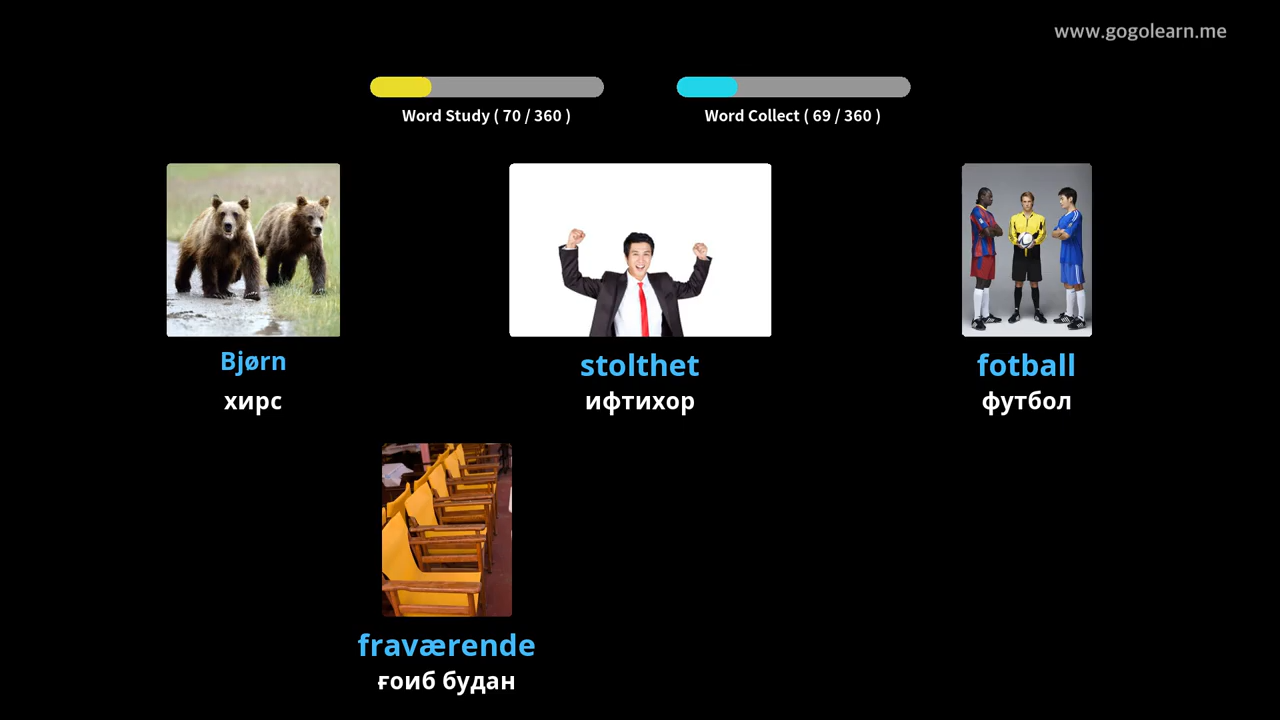 www.gogolearn.me
Word Study ( 70 / 360 )
Word Collect ( 69 / 360 )
Bjørn
хирс
stolthet
ифтихор
fotball
футбол
fraværende
ғоиб будан